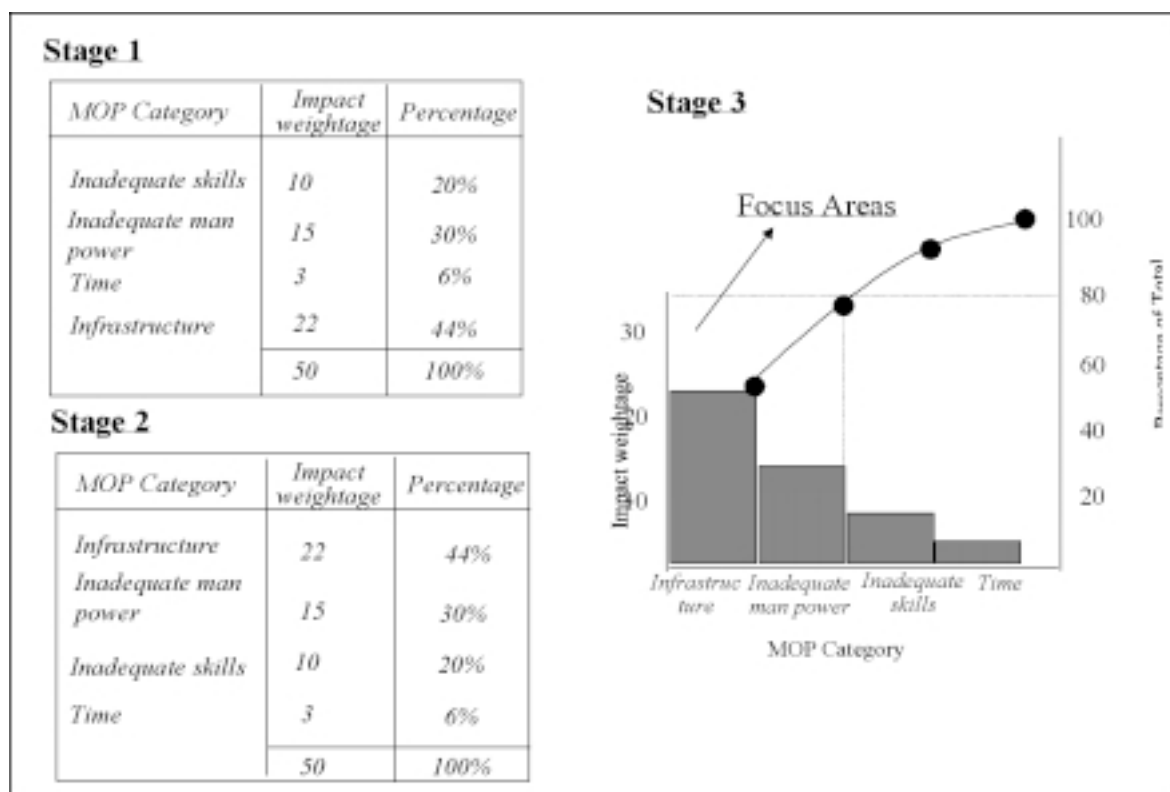 Stage 1
MOP Category Impact weightage Percentage
Inadequate skills 10 20%
Inadequate man power 15 30%
Time 3 6%
Infrastructure 22 44%
50 100%
Stage 2
MOP Category Impact weightage Percentage
Infrastructure 22 44%
Inadequate man power 15 30%
Inadequate skills 10 20%
Time 3 6%
50 100%
Stage 3
Focus Areas
100
80
60
40
20
30
20
10
Impact weightage
Infrastruc
ture
Inadequate
man power
Inadequate
skills
Time
MOP Category